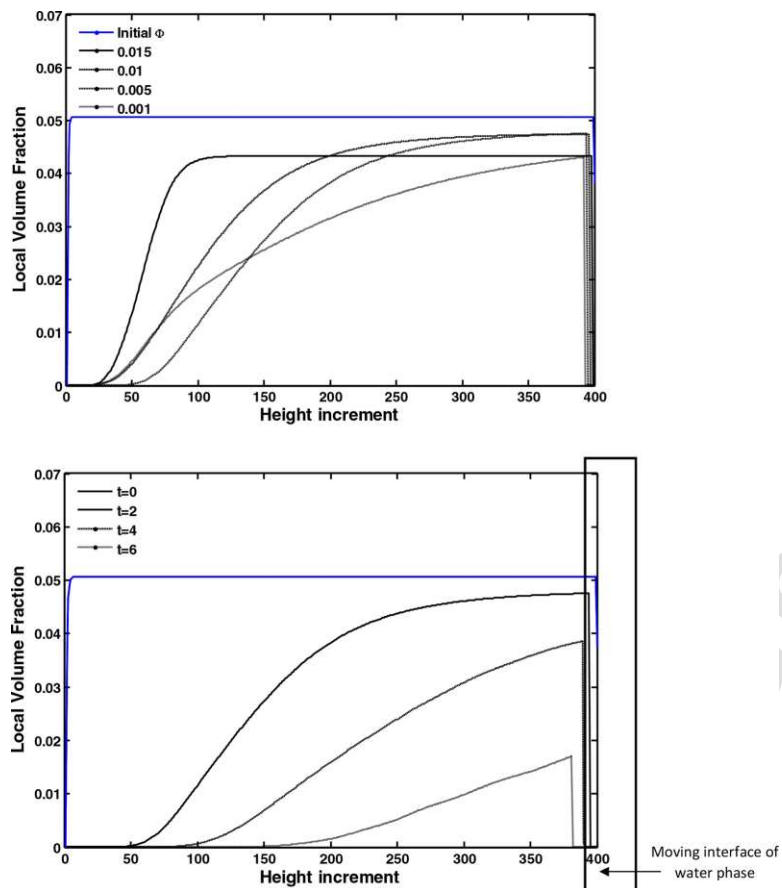 0.07
0.06
0.05
0.04
0.03
0.02
0.01
0
Local Volume Fraction
Initial Φ
0.015
0.01
0.005
0.001
0 50 100 150 200 250 300 350 400
Height increment
0.07
0.06
0.05
0.04
0.03
0.02
0.01
0
Local Volume Fraction
t=0
t=2
t=4
t=6
0 50 100 150 200 250 300 350 400
Height increment
Moving interface of
water phase